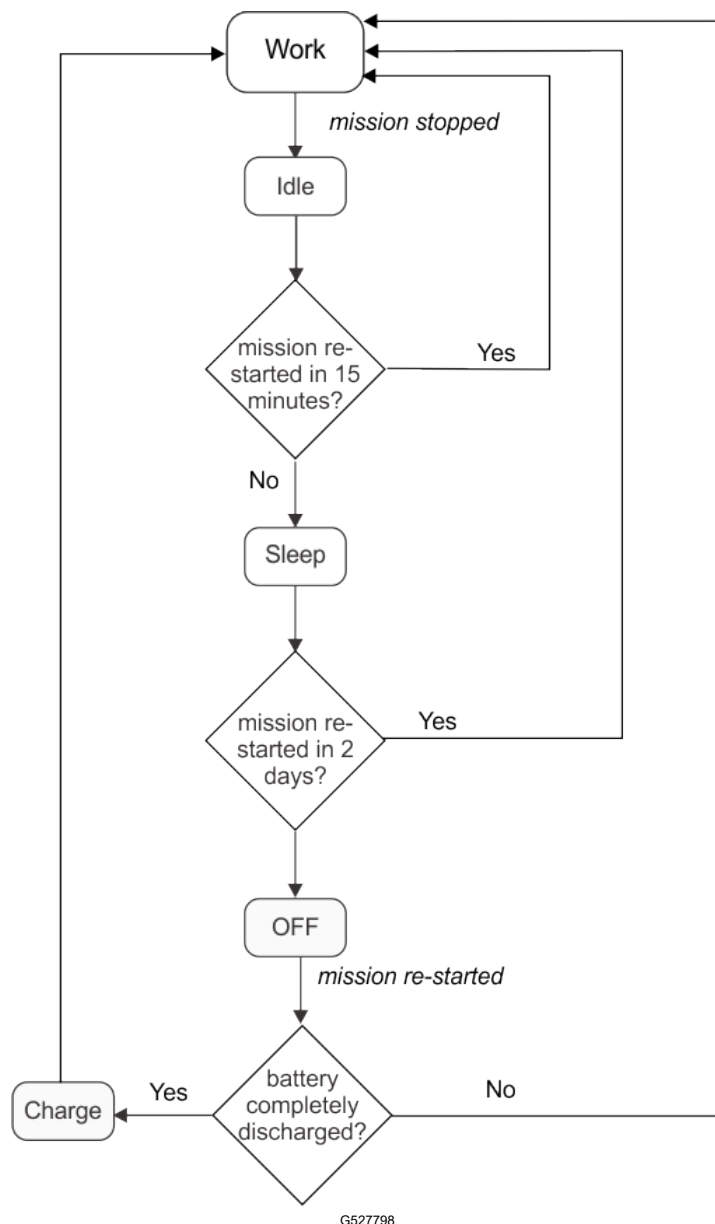 Work
mission stopped
Idle
mission re-
started in 15
minutes?
Yes
No
Sleep
mission re-
started in 2
days?
Yes
OFF
mission re-started
battery
completely
discharged?
Yes
No
Charge
G527798